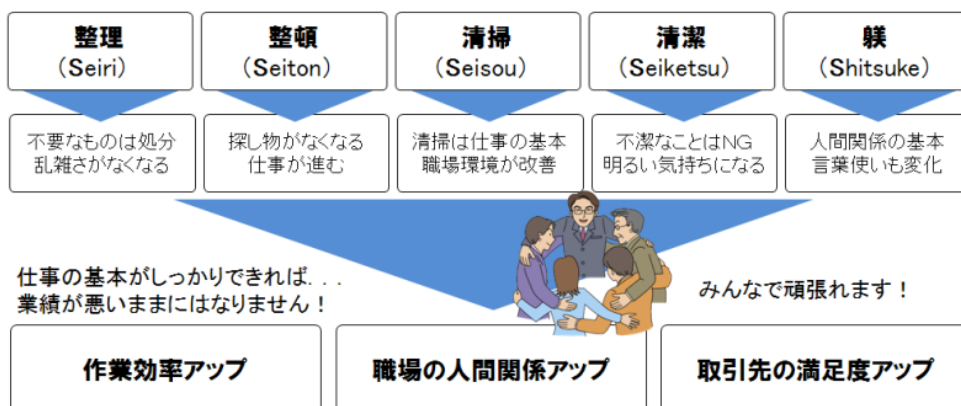 整理
(Seiri)
整頓
(Seiton)
清掃
(Seisou)
清潔
(Seiketsu)
躾
(Shitsuke)
不要なものは処分
乱雑さがなくなる
探し物がなくなる
仕事が進む
清掃は仕事の基本
職場環境が改善
不潔なことはNG
明るい気持ちになる
人間関係の基本
言葉使いも変化
仕事の基本がしっかりできれば...
業績が悪いままにはなりません！
みんなで頑張れます！
作業効率アップ
職場の人間関係アップ
取引先の満足度アップ